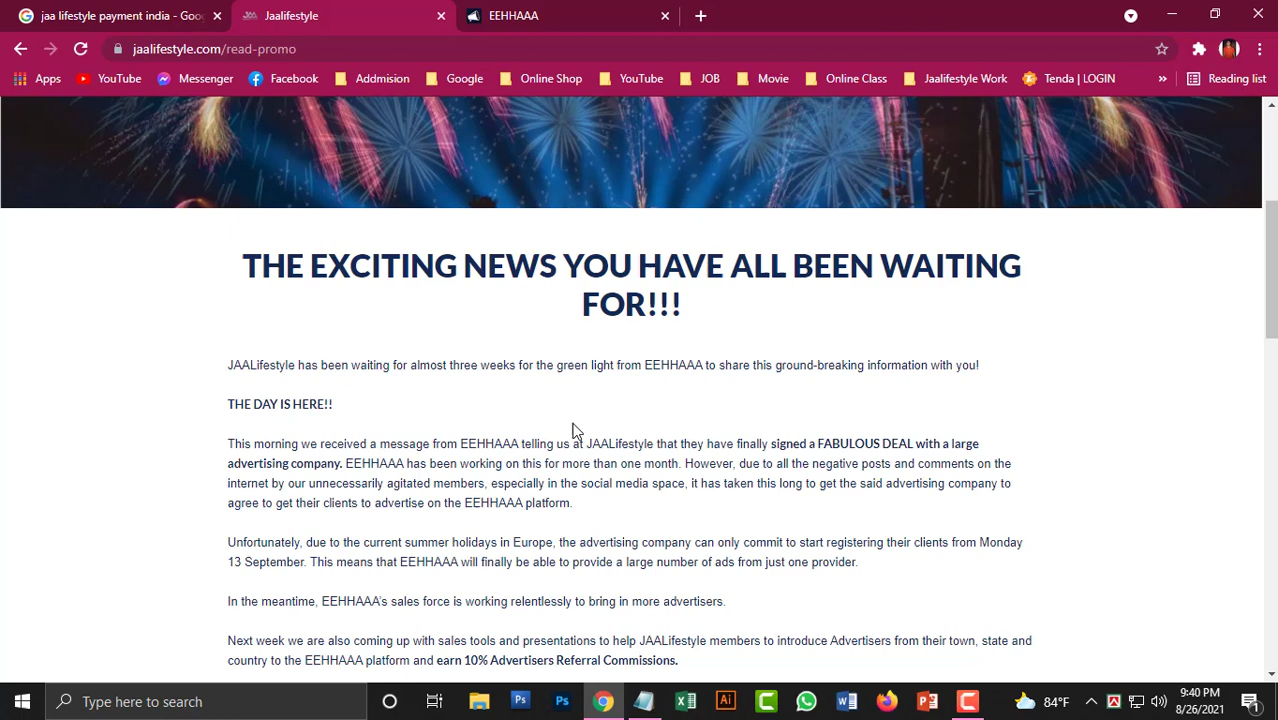 jaa lifestyle payment india - Goog
Jaalifestyle
EEHHAAA
jaalifestyle.com/read-promo
Apps
YouTube
Messenger
Facebook
Addmision
Google
Online Shop
YouTube
JOB
Movie
Online Class
Jaalifestyle Work
Tenda | LOGIN
»
Reading list
THE EXCITING NEWS YOU HAVE ALL BEEN WAITING
FOR!!!
JAALifestyle has been waiting for almost three weeks for the green light from EEHHAAA to share this ground-breaking information with you!
THE DAY IS HERE!!
This morning we received a message from EEHHAAA telling us at JAALifestyle that they have finally signed a FABULOUS DEAL with a large
advertising company. EEHHAAA has been working on this for more than one month. However, due to all the negative posts and comments on the
internet by our unnecessarily agitated members, especially in the social media space, it has taken this long to get the said advertising company to
agree to get their clients to advertise on the EEHHAAA platform.
Unfortunately, due to the current summer holidays in Europe, the advertising company can only commit to start registering their clients from Monday
13 September. This means that EEHHAAA will finally be able to provide a large number of ads from just one provider.
In the meantime, EEHHAAA's sales force is working relentlessly to bring in more advertisers.
Next week we are also coming up with sales tools and presentations to help JAALifestyle members to introduce Advertisers from their town, state and
country to the EEHHAAA platform and earn 10% Advertisers Referral Commissions.
Type here to search
84°F
9:40 PM
8/26/2021